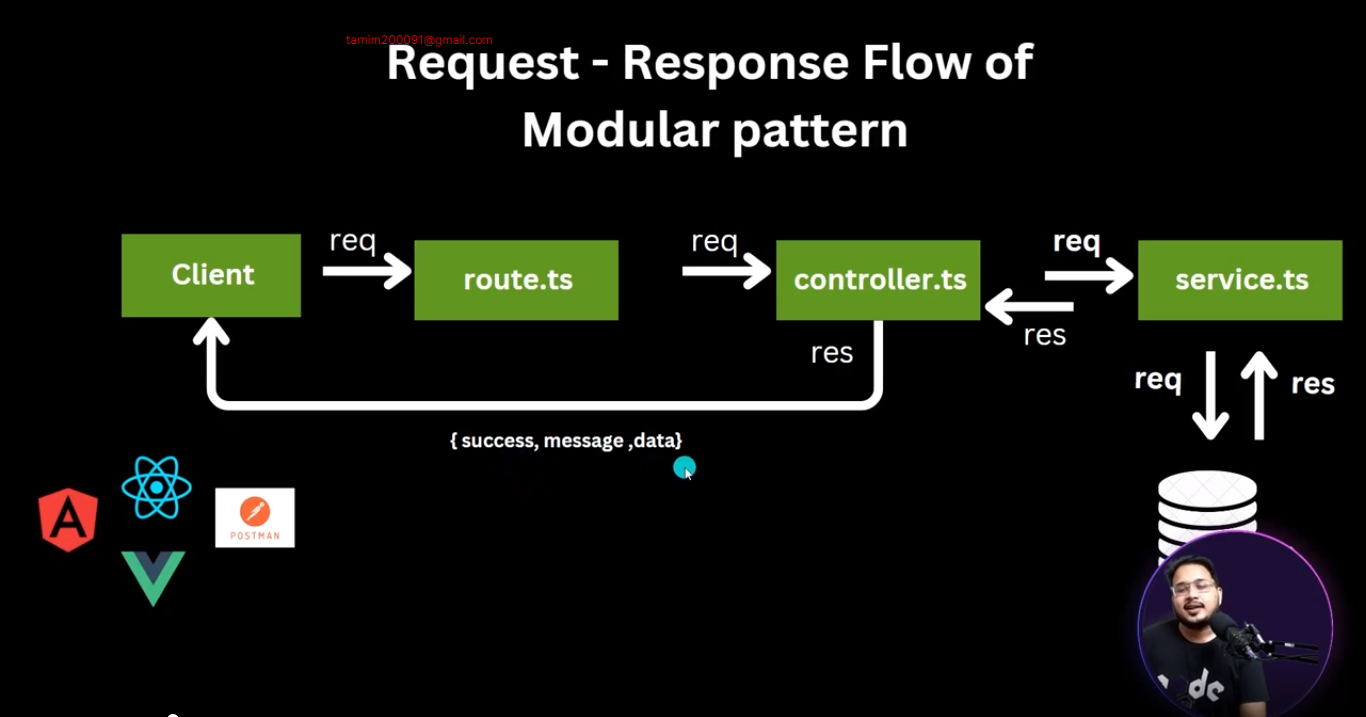 tamim200091@gmail.com
Request - Response Flow of
Modular pattern
req
req
req
Client
route.ts
controller.ts
service.ts
res
res
req
res
{ success, message ,data}
POSTMAN